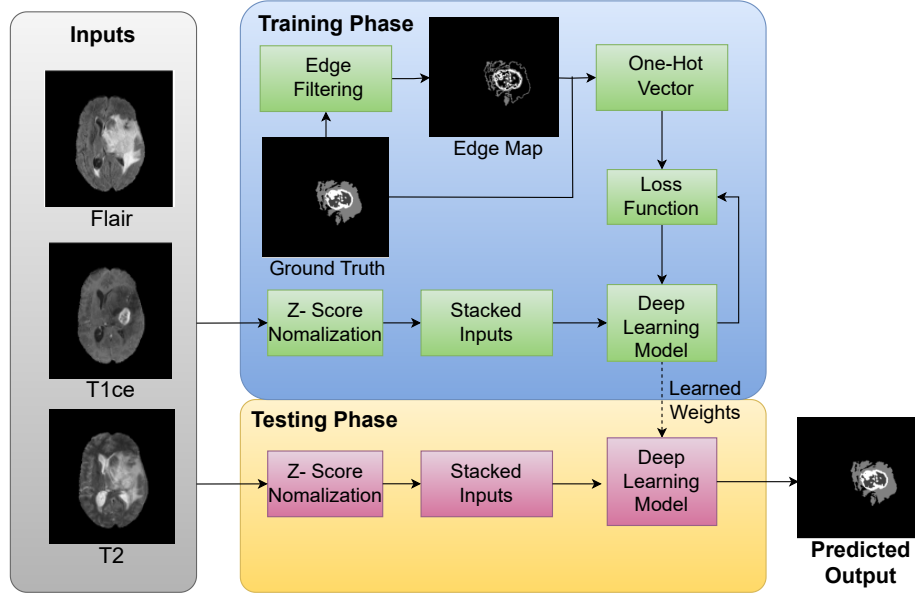 Inputs
Flair
T1ce
T2
Training Phase
Edge
Filtering
Edge Map
One-Hot
Vector
Ground Truth
Loss
Function
Z- Score
Nomalization
Stacked
Inputs
Deep
Learning
Model
Learned
Weights
Testing Phase
Z- Score
Nomalization
Stacked
Inputs
Deep
Learning
Model
Predicted
Output